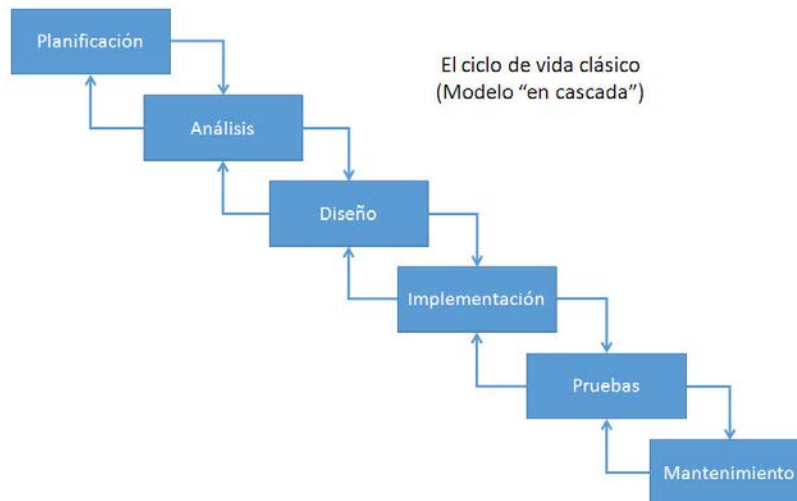 Planificación
El ciclo de vida clásico
(Modelo “en cascada”)
Análisis
Diseño
Implementación
Pruebas
Mantenimiento